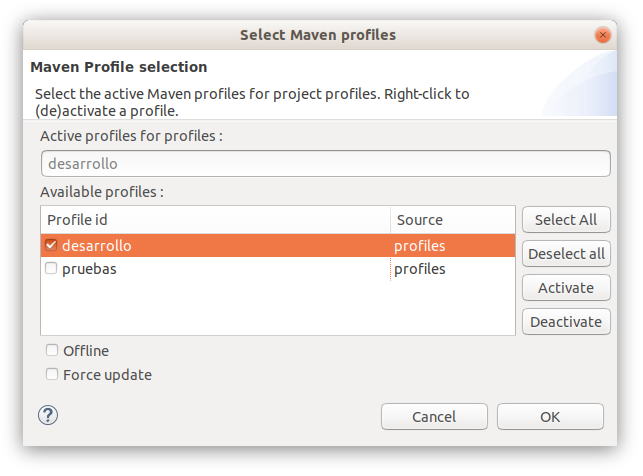 Select Maven profiles
Maven Profile selection
Select the active Maven profiles for project profiles. Right-click to
(de)activate a profile.
Active profiles for profiles :
desarrollo
Available profiles :
Profile id Source
desarrollo profiles
pruebas profiles
Select All
Deselect all
Activate
Deactivate
Offline
Force update
? Cancel OK